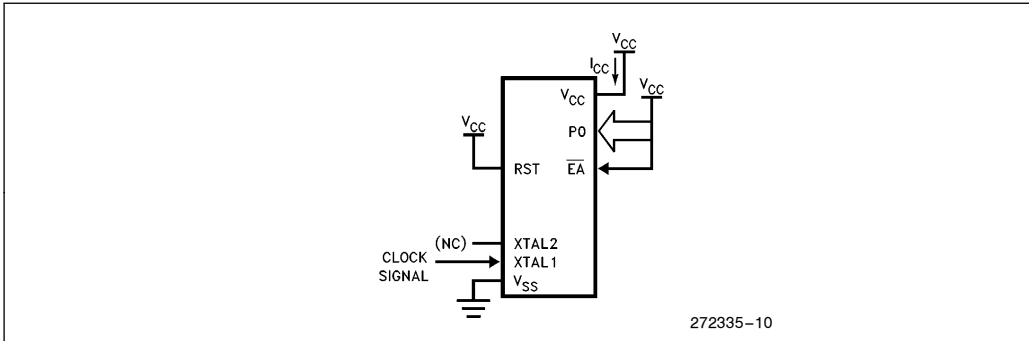 VCC
ICC
VCC
VCC
P0
VCC
RST
EA
(NC)
XTAL2
CLOCK
SIGNAL
XTAL1
VSS
272335-10